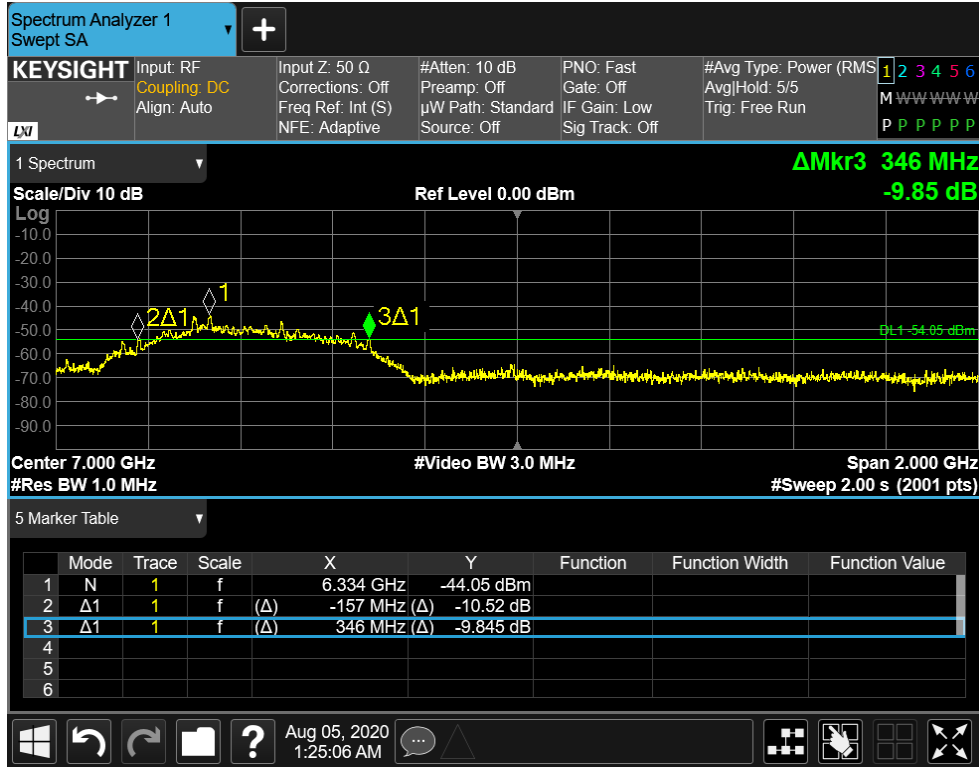 Spectrum Analyzer 1
Swept SA
KEYSIGHT
LXI
Input: RF
Coupling: DC
Align: Auto
Input Z: 50 Ω
Corrections: Off
Freq Ref: Int (S)
NFE: Adaptive
#Atten: 10 dB
Preamp: Off
µW Path: Standard
Source: Off
PNO: Fast
Gate: Off
IF Gain: Low
Sig Track: Off
#Avg Type: Power (RMS
Avg|Hold: 5/5
Trig: Free Run
1 2 3 4 5 6
M W W W W W
P P P P P P
1 Spectrum
ΔMkr3 346 MHz
-9.85 dB
Scale/Div 10 dB
Ref Level 0.00 dBm
Log
-10.0
-20.0
-30.0
-40.0
-50.0
-60.0
-70.0
-80.0
-90.0
1
2Δ1
3Δ1
DL1 -54.05 dBm
Center 7.000 GHz
#Video BW 3.0 MHz
Span 2.000 GHz
#Res BW 1.0 MHz
#Sweep 2.00 s (2001 pts)
5 Marker Table
Mode Trace Scale X Y Function Function Width Function Value
1 N 1 f 6.334 GHz -44.05 dBm
2 Δ1 1 f (Δ) -157 MHz (Δ) -10.52 dB
3 Δ1 1 f (Δ) 346 MHz (Δ) -9.845 dB
4
5
6
?
Aug 05, 2020
1:25:06 AM